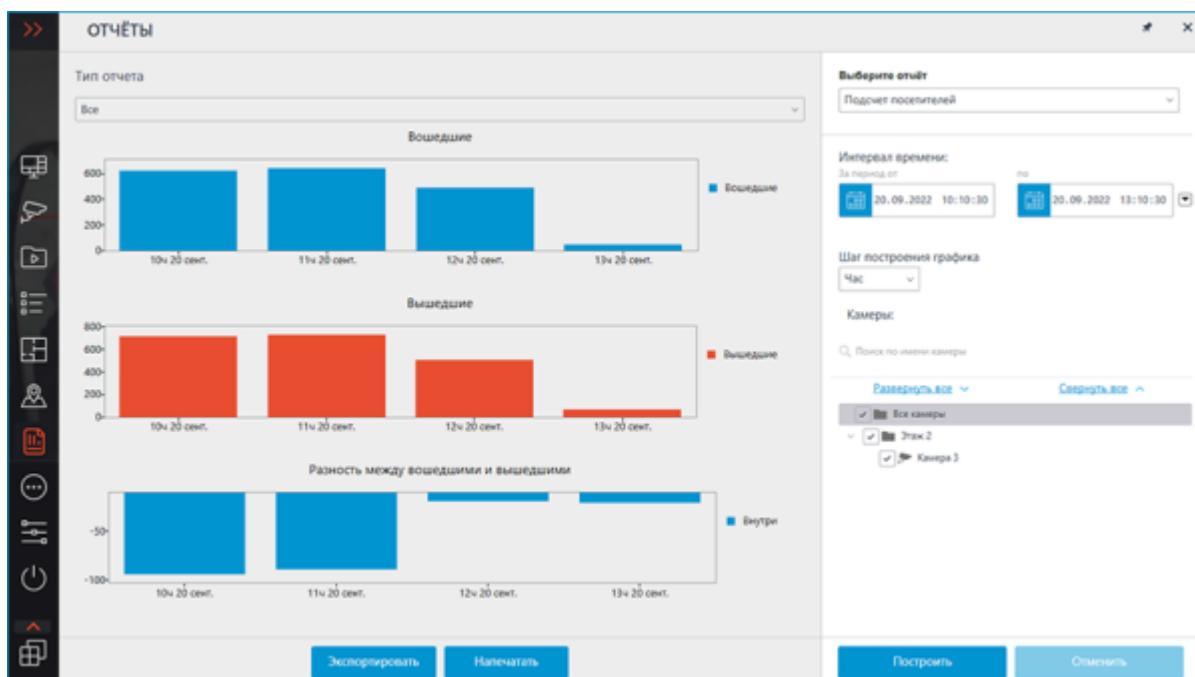 ОТЧЁТЫ
Тип отчета
Все
Вошедшие
600
400
200
0
10ч 20 сент.
11ч 20 сент.
12ч 20 сент.
13ч 20 сент.
Вошедшие
Вышедшие
800
600
400
200
0
10ч 20 сент.
11ч 20 сент.
12ч 20 сент.
13ч 20 сент.
Вышедшие
Разность между вошедшими и вышедшими
-50
-100
10ч 20 сент.
11ч 20 сент.
12ч 20 сент.
13ч 20 сент.
Внутри
Экспортировать
Напечатать
Выберите отчёт
Подсчет посетителей
Интервал времени:
За период от
по
20.09.2022 10:10:30
20.09.2022 13:10:30
Шаг построения графика
Час
Камеры:
Поиск по имени камеры
Развернуть все
Свернуть все
Все камеры
Этаж 2
Камера 3
Построить
Отменить